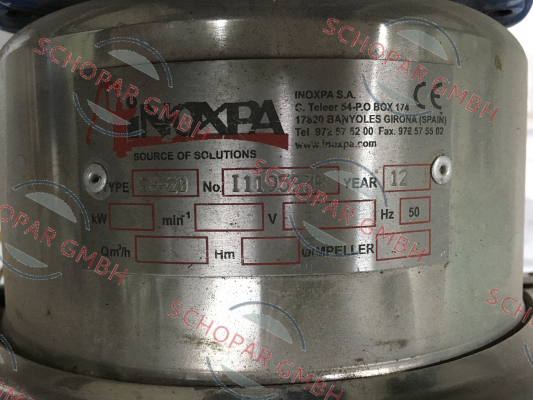 INOXPA
SOURCE OF SOLUTIONS
INOXPA S.A.
C. Teleer 54-P.O BOX 174
17820 BANYOLES GIRONA (SPAIN)
Tel. 972 57 52 00 Fax. 972 57 55 02
www.inoxpa.com
CE
TYPE No. YEAR 12
kW min⁻¹ V Hz 50
Qm³/h Hm Ø IMPELLER
SCHOPAR GMBH
SCHOPAR GMBH
SCHOPAR GMBH
SCHOPAR GMBH
SCHOPAR GMBH
SCHOPAR GMBH